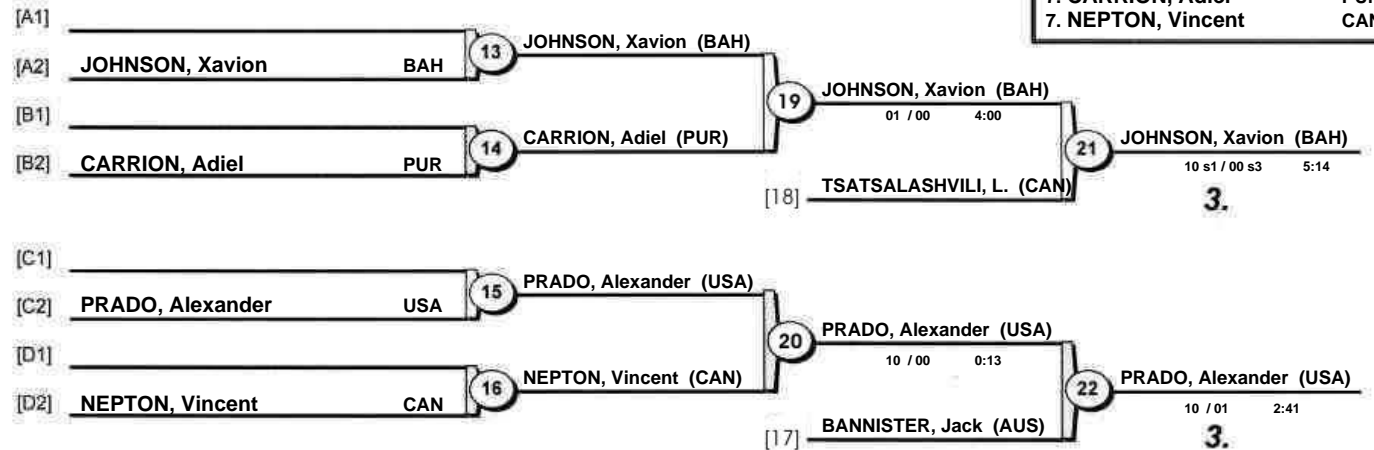 7. NEPTON, Vincent CAN
[A1]
13 JOHNSON, Xavion (BAH)
[A2] JOHNSON, Xavion BAH
19 JOHNSON, Xavion (BAH)
01 / 00 4:00
[B1]
14 CARRION, Adiel (PUR)
[B2] CARRION, Adiel PUR
21 JOHNSON, Xavion (BAH)
10 s1 / 00 s3 5:14
[18] TSATSALASHVILI, L. (CAN)
3.
[C1]
15 PRADO, Alexander (USA)
[C2] PRADO, Alexander USA
20 PRADO, Alexander (USA)
10 / 00 0:13
[D1]
16 NEPTON, Vincent (CAN)
[D2] NEPTON, Vincent CAN
22 PRADO, Alexander (USA)
10 / 01 2:41
[17] BANNISTER, Jack (AUS)
3.